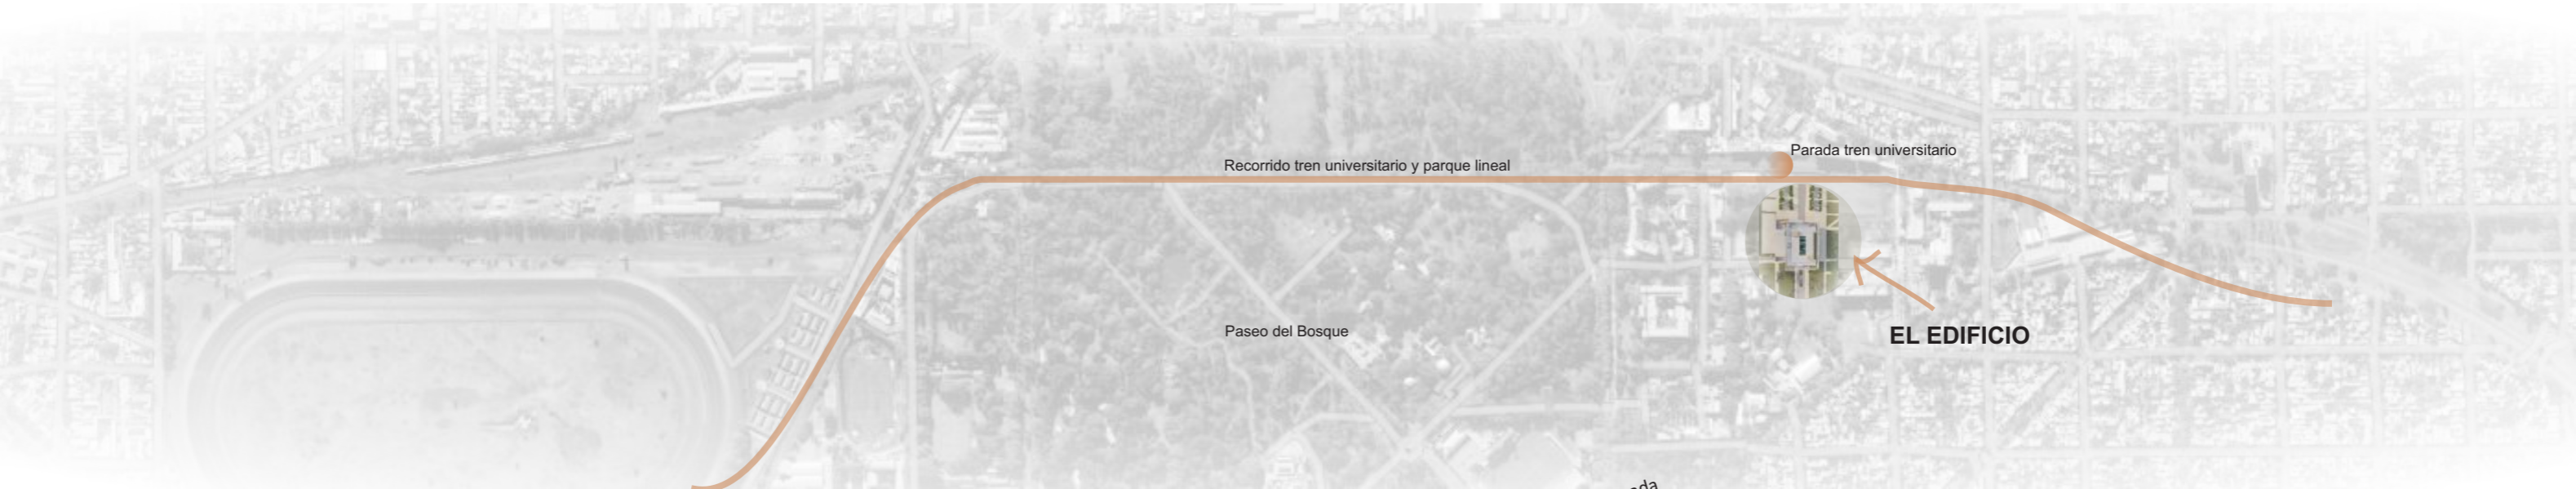 Parada tren universitario
Recorrido tren universitario y parque lineal
Paseo del Bosque
EL EDIFICIO